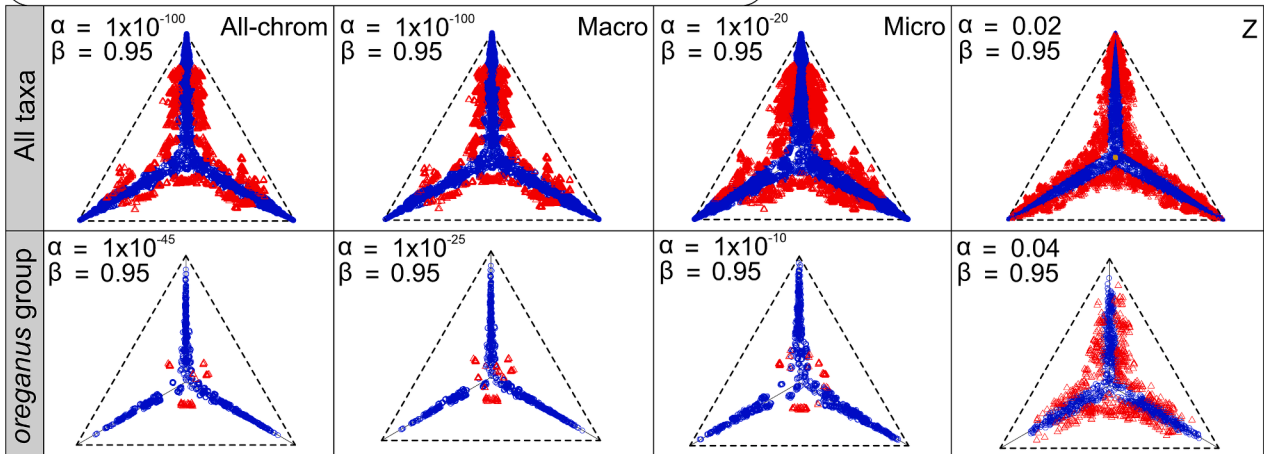 All taxa
α = 1x10⁻¹⁰⁰ All-chrom
β = 0.95
α = 1x10⁻¹⁰⁰ Macro
β = 0.95
α = 1x10⁻²⁰ Micro
β = 0.95
α = 0.02 Z
β = 0.95
oreganus group
α = 1x10⁻⁴⁵
β = 0.95
α = 1x10⁻²⁵
β = 0.95
α = 1x10⁻¹⁰
β = 0.95
α = 0.04
β = 0.95